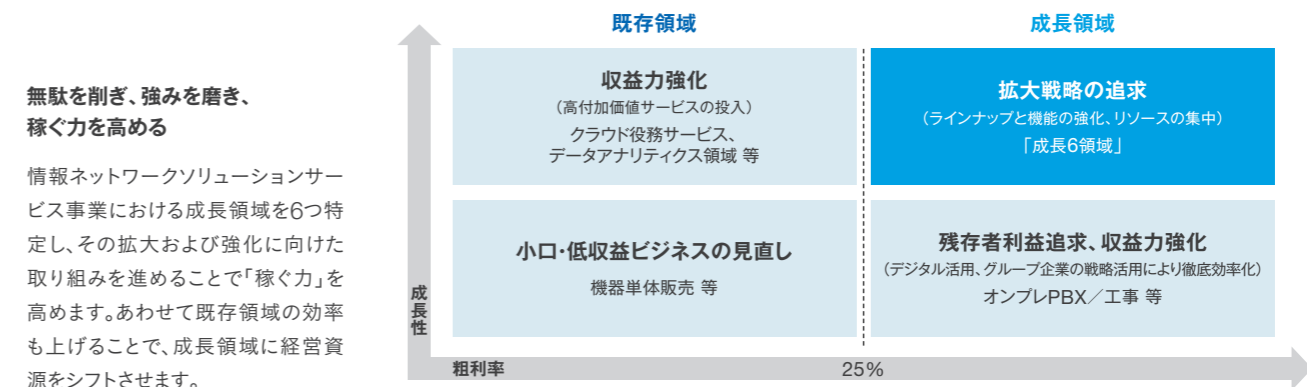 無駄を削ぎ、強みを磨き、
稼ぐ力を高める
情報ネットワークソリューションサー
ビス事業における成長領域を6つ特
定し、その拡大および強化に向けた
取り組みを進めることで「稼ぐ力」を
高めます。あわせて既存領域の効率
も上げることで、成長領域に経営資
源をシフトさせます。
既存領域
成長領域
収益力強化
（高付加価値サービスの投入）
クラウド役務サービス、
データアナリティクス領域 等
拡大戦略の追求
（ラインナップと機能の強化、リソースの集中）
「成長6領域」
小口・低収益ビジネスの見直し
機器単体販売 等
残存者利益追求、収益力強化
（デジタル活用、グループ企業の戦略活用により徹底効率化）
オンプレPBX／工事 等
成長性
粗利率
25%